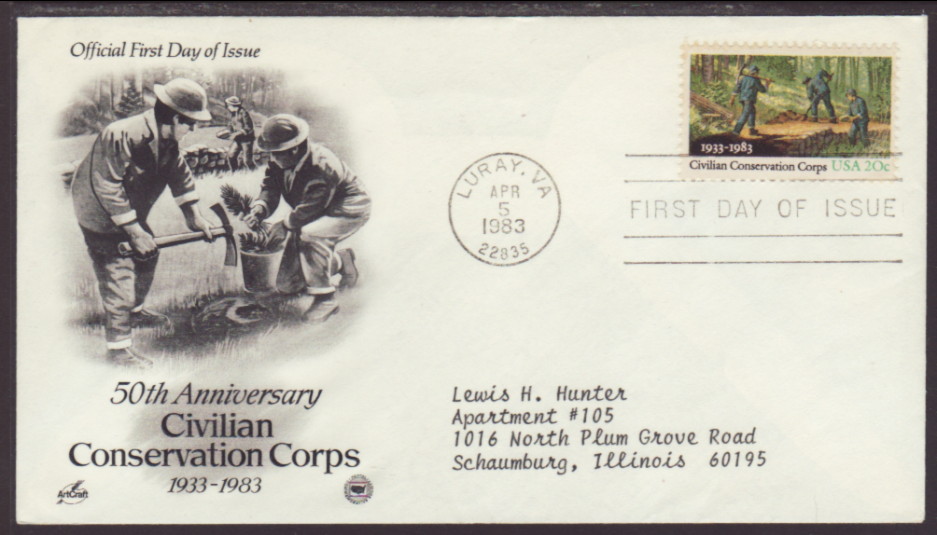 Official First Day of Issue
1933-1983
Civilian Conservation Corps USA 20c
LURAY, VA
APR
5
1983
22835
FIRST DAY OF ISSUE
50th Anniversary
Civilian
Conservation Corps
1933-1983
ArtCraft
Lewis H. Hunter
Apartment #105
1016 North Plum Grove Road
Schaumburg, Illinois 60195